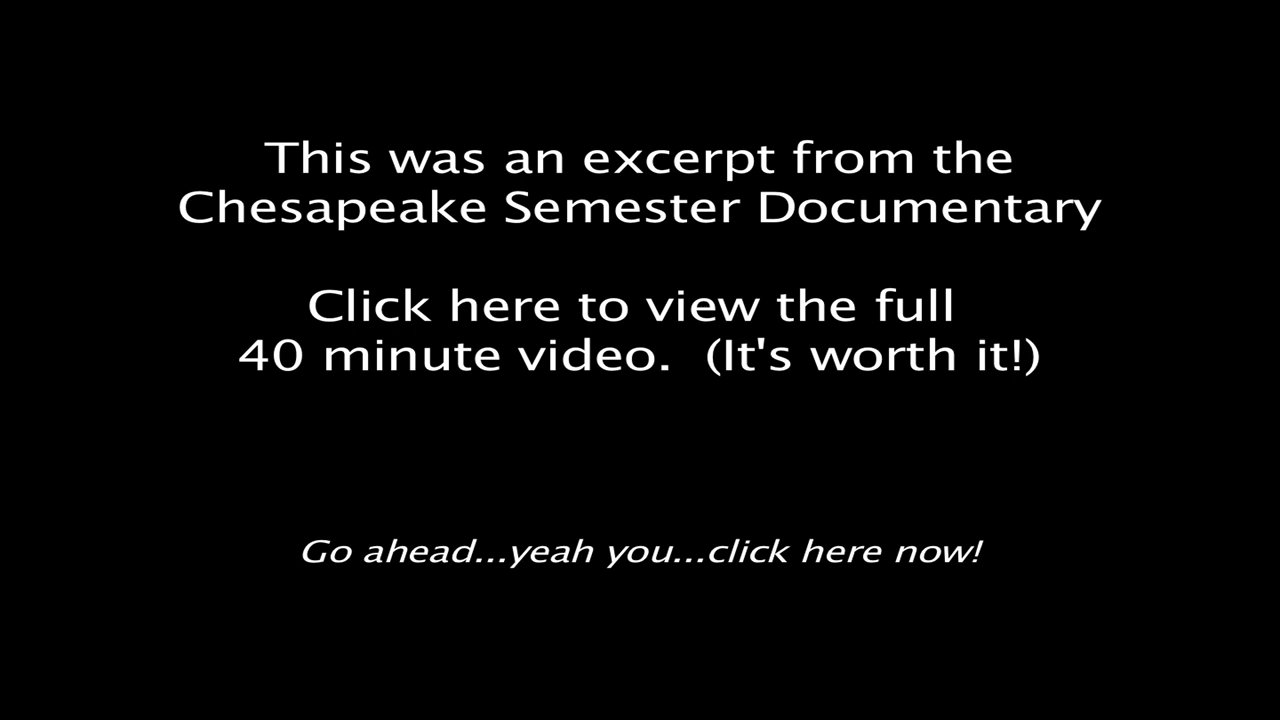 This was an excerpt from the
Chesapeake Semester Documentary
Click here to view the full
40 minute video.  (It's worth it!)
Go ahead...yeah you...click here now!